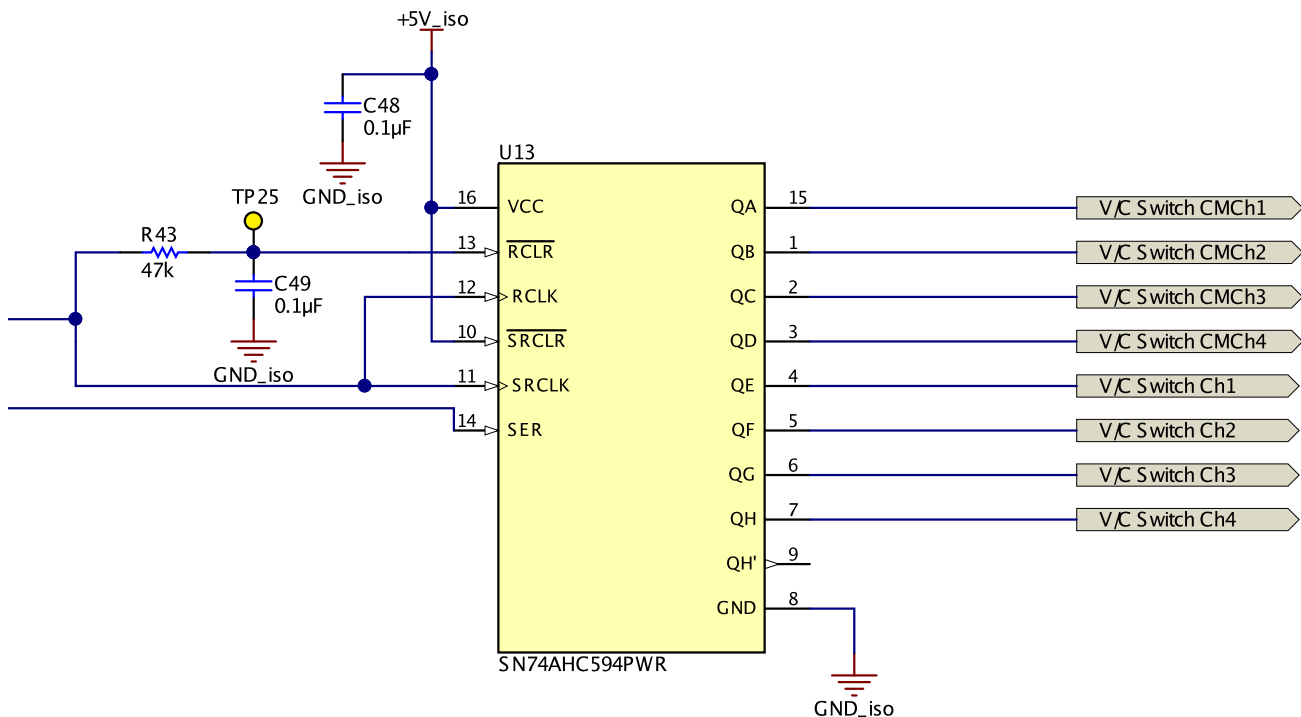 +5V_iso
C48
0.1µF
GND_iso
U13
TP25
R43
47k
C49
0.1µF
GND_iso
16 VCC QA 15 V/C Switch CMCh1
13 RCLR QB 1 V/C Switch CMCh2
12 RCLK QC 2 V/C Switch CMCh3
10 SRCLR QD 3 V/C Switch CMCh4
11 SRCLK QE 4 V/C Switch Ch1
14 SER QF 5 V/C Switch Ch2
QG 6 V/C Switch Ch3
QH 7 V/C Switch Ch4
QH' 9
GND 8
SN74AHC594PWR
GND_iso